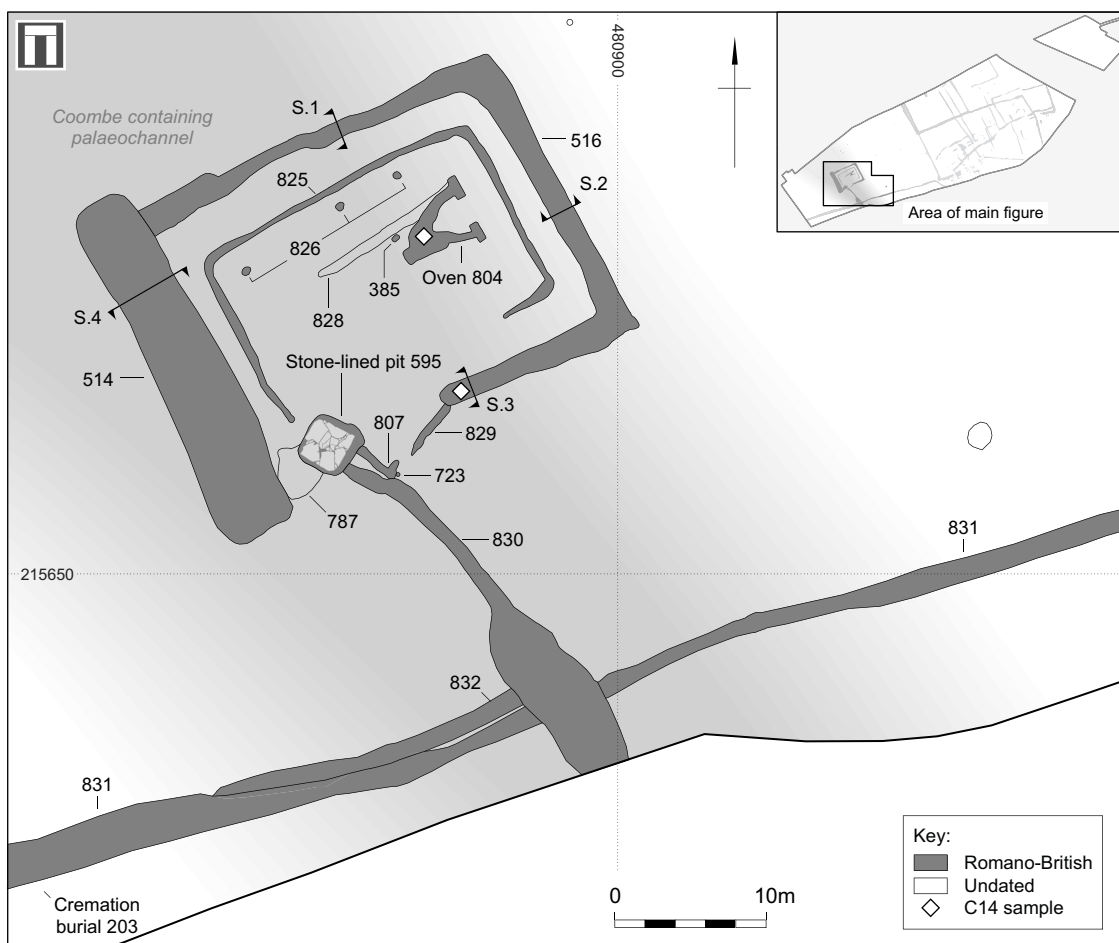 480900
S.1
Coombe containing
palaeochannel
516
825
S.2
826
Area of main figure
385
Oven 804
828
S.4
Stone-lined pit 595
514
S.3
807
829
723
787
830
831
215650
832
831
Key:
Romano-British
Undated
C14 sample
0
10m
Cremation
burial 203